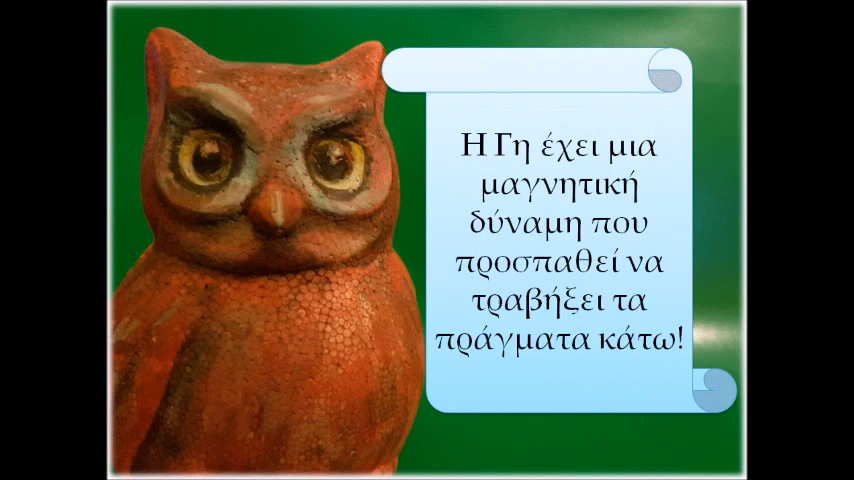 Η Γη έχει μια
μαγνητική
δύναμη που
προσπαθεί να
τραβήξει τα
πράγματα κάτω!